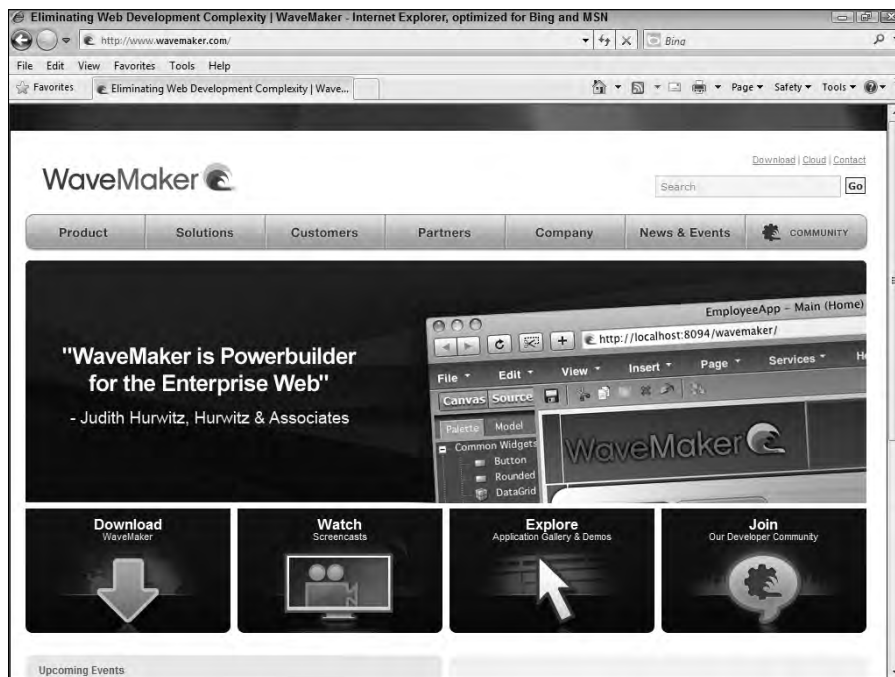 Eliminating Web Development Complexity | WaveMaker - Internet Explorer, optimized for Bing and MSN
http://www.wavemaker.com/
Bing
File Edit View Favorites Tools Help
Favorites
Eliminating Web Development Complexity | Wave...
Page Safety Tools
Download | Cloud | Contact
WaveMaker
Search
Go
Product Solutions Customers Partners Company News & Events COMMUNITY
EmployeeApp – Main (Home)
http://localhost:8094/wavemaker/
File Edit View Insert Page Services
Canvas Source
Palette Model
Common Widgets
Button
Rounded
DataGrid
WaveMaker
"WaveMaker is Powerbuilder
for the Enterprise Web"
- Judith Hurwitz, Hurwitz & Associates
Download
WaveMaker
Watch
Screencasts
Explore
Application Gallery & Demos
Join
Our Developer Community
Upcoming Events